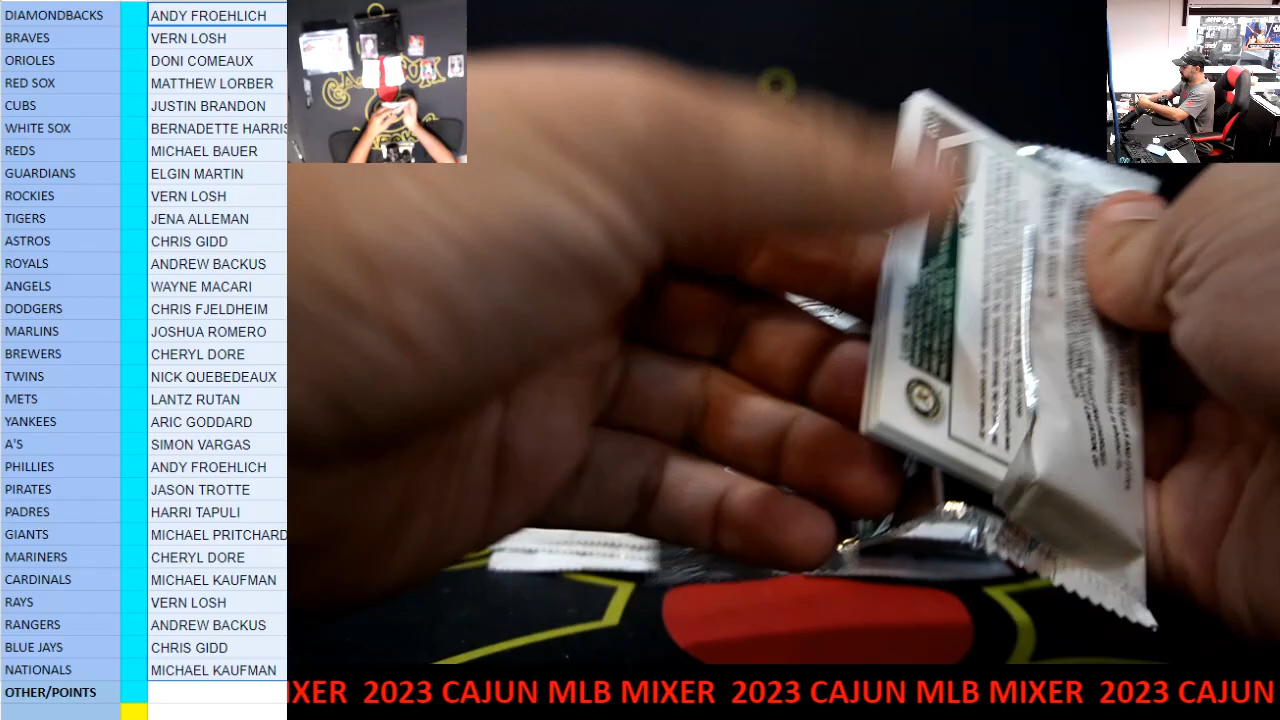 DIAMONDBACKS ANDY FROEHLICH
BRAVES VERN LOSH
ORIOLES DONI COMEAUX
RED SOX MATTHEW LORBER
CUBS JUSTIN BRANDON
WHITE SOX BERNADETTE HARRIS
REDS MICHAEL BAUER
GUARDIANS ELGIN MARTIN
ROCKIES VERN LOSH
TIGERS JENA ALLEMAN
ASTROS CHRIS GIDD
ROYALS ANDREW BACKUS
ANGELS WAYNE MACARI
DODGERS CHRIS FJELDHEIM
MARLINS JOSHUA ROMERO
BREWERS CHERYL DORE
TWINS NICK QUEBEDEAUX
METS LANTZ RUTAN
YANKEES ARIC GODDARD
A'S SIMON VARGAS
PHILLIES ANDY FROEHLICH
PIRATES JASON TROTTE
PADRES HARRI TAPULI
GIANTS MICHAEL PRITCHARD
MARINERS CHERYL DORE
CARDINALS MICHAEL KAUFMAN
RAYS VERN LOSH
RANGERS ANDREW BACKUS
BLUE JAYS CHRIS GIDD
NATIONALS MICHAEL KAUFMAN
OTHER/POINTS
IXER 2023 CAJUN MLB MIXER 2023 CAJUN MLB MIXER 2023 CAJUN